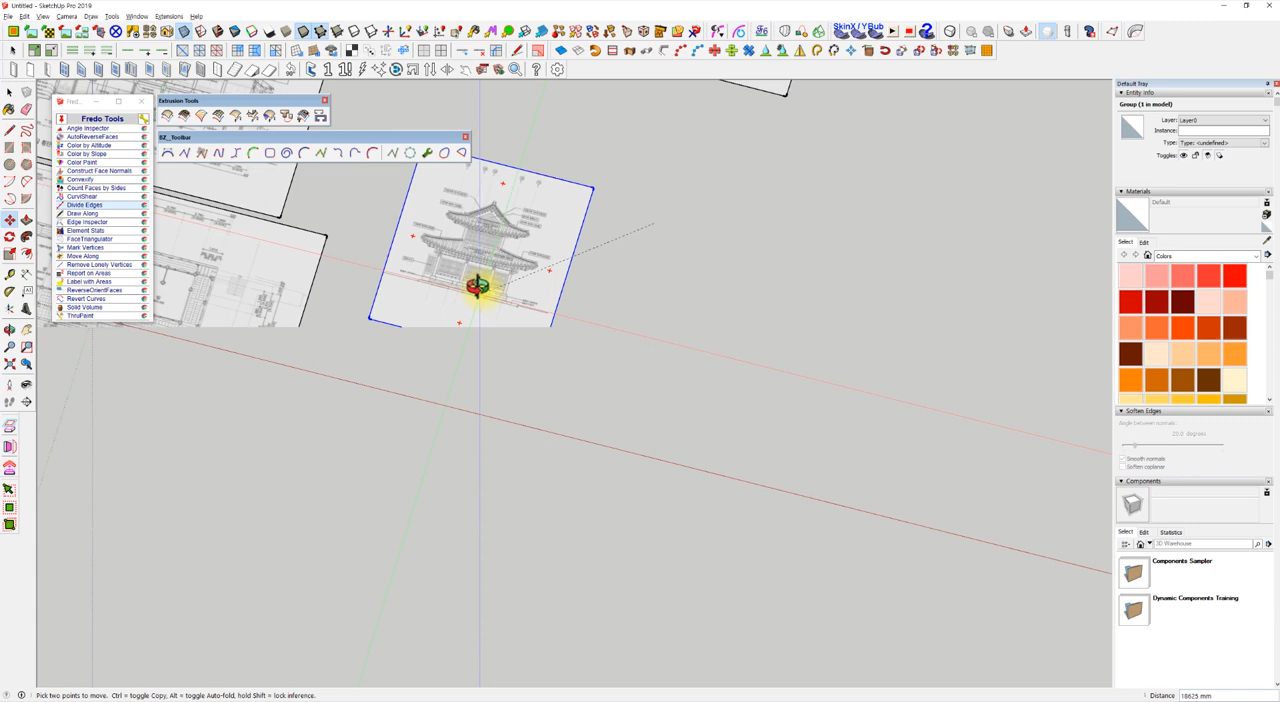 Untitled - SketchUp Pro 2019
File Edit View Camera Draw Tools Window Extensions Help
SkinX/YBub
Fred...
Extrusion Tools
Default Tray
Entity Info
Group (1 in model)
Layer: Layer0
Instance:
Type: Type: <undefined>
Toggles:
Fredo Tools
Angle Inspector
AutoReverseFaces
Color by Altitude
Color by Slope
Color Paint
Construct Face Normals
Convexify
Count Faces by Sides
CurviShear
Divide Edges
Draw Along
Edge Inspector
Element Stats
FaceTriangulator
Mark Vertices
Move Along
Remove Lonely Vertices
Report on Areas
Label with Areas
ReverseOrientFaces
Revert Curves
Solid Volume
ThruPaint
BZ__Toolbar
Materials
Default
Select Edit
Colors
Soften Edges
Angle between normals:
20.0 degrees
Smooth normals
Soften coplanar
Components
Select Edit Statistics
3D Warehouse
Components Sampler
Dynamic Components Training
Pick two points to move. Ctrl = toggle Copy, Alt = toggle Auto-fold, hold Shift = lock inference.
Distance 18625 mm